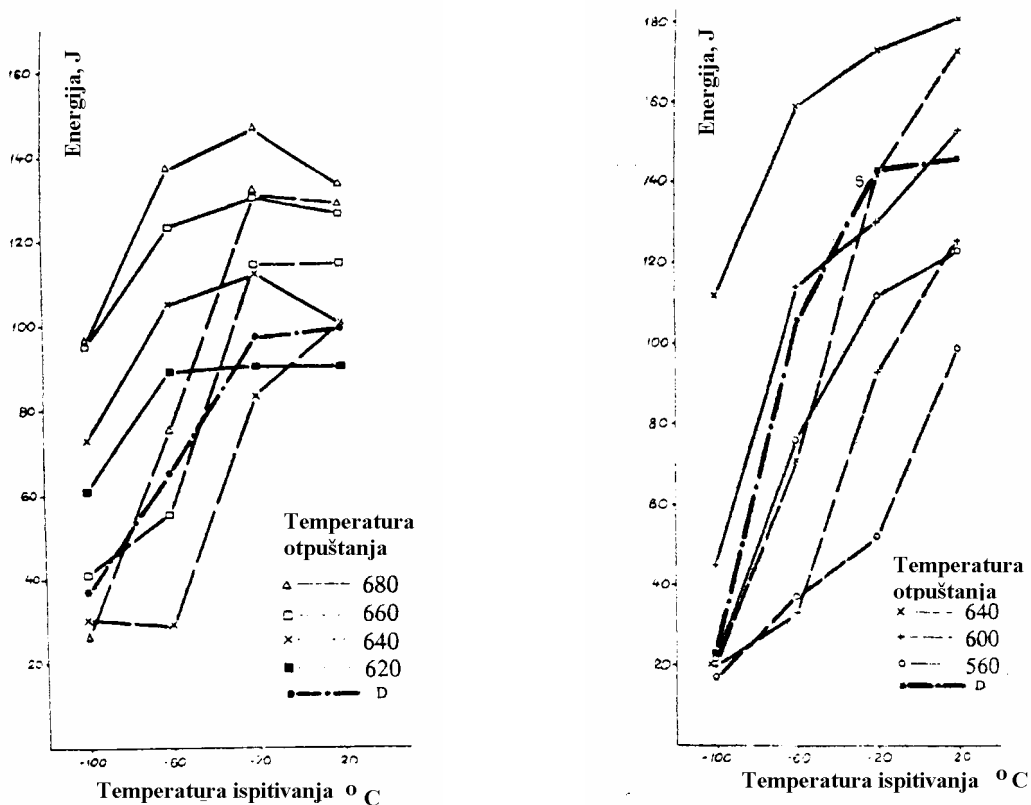 Energija, J
160
140
120
100
80
60
40
20
-100
-60
-20
20
Temperatura ispitivanja °C
Temperatura
otpuštanja
680
660
640
620
D
Energija, J
180
160
140
120
100
80
60
40
20
S
-100
-60
-20
20
Temperatura ispitivanja °C
Temperatura
otpuštanja
640
600
560
D